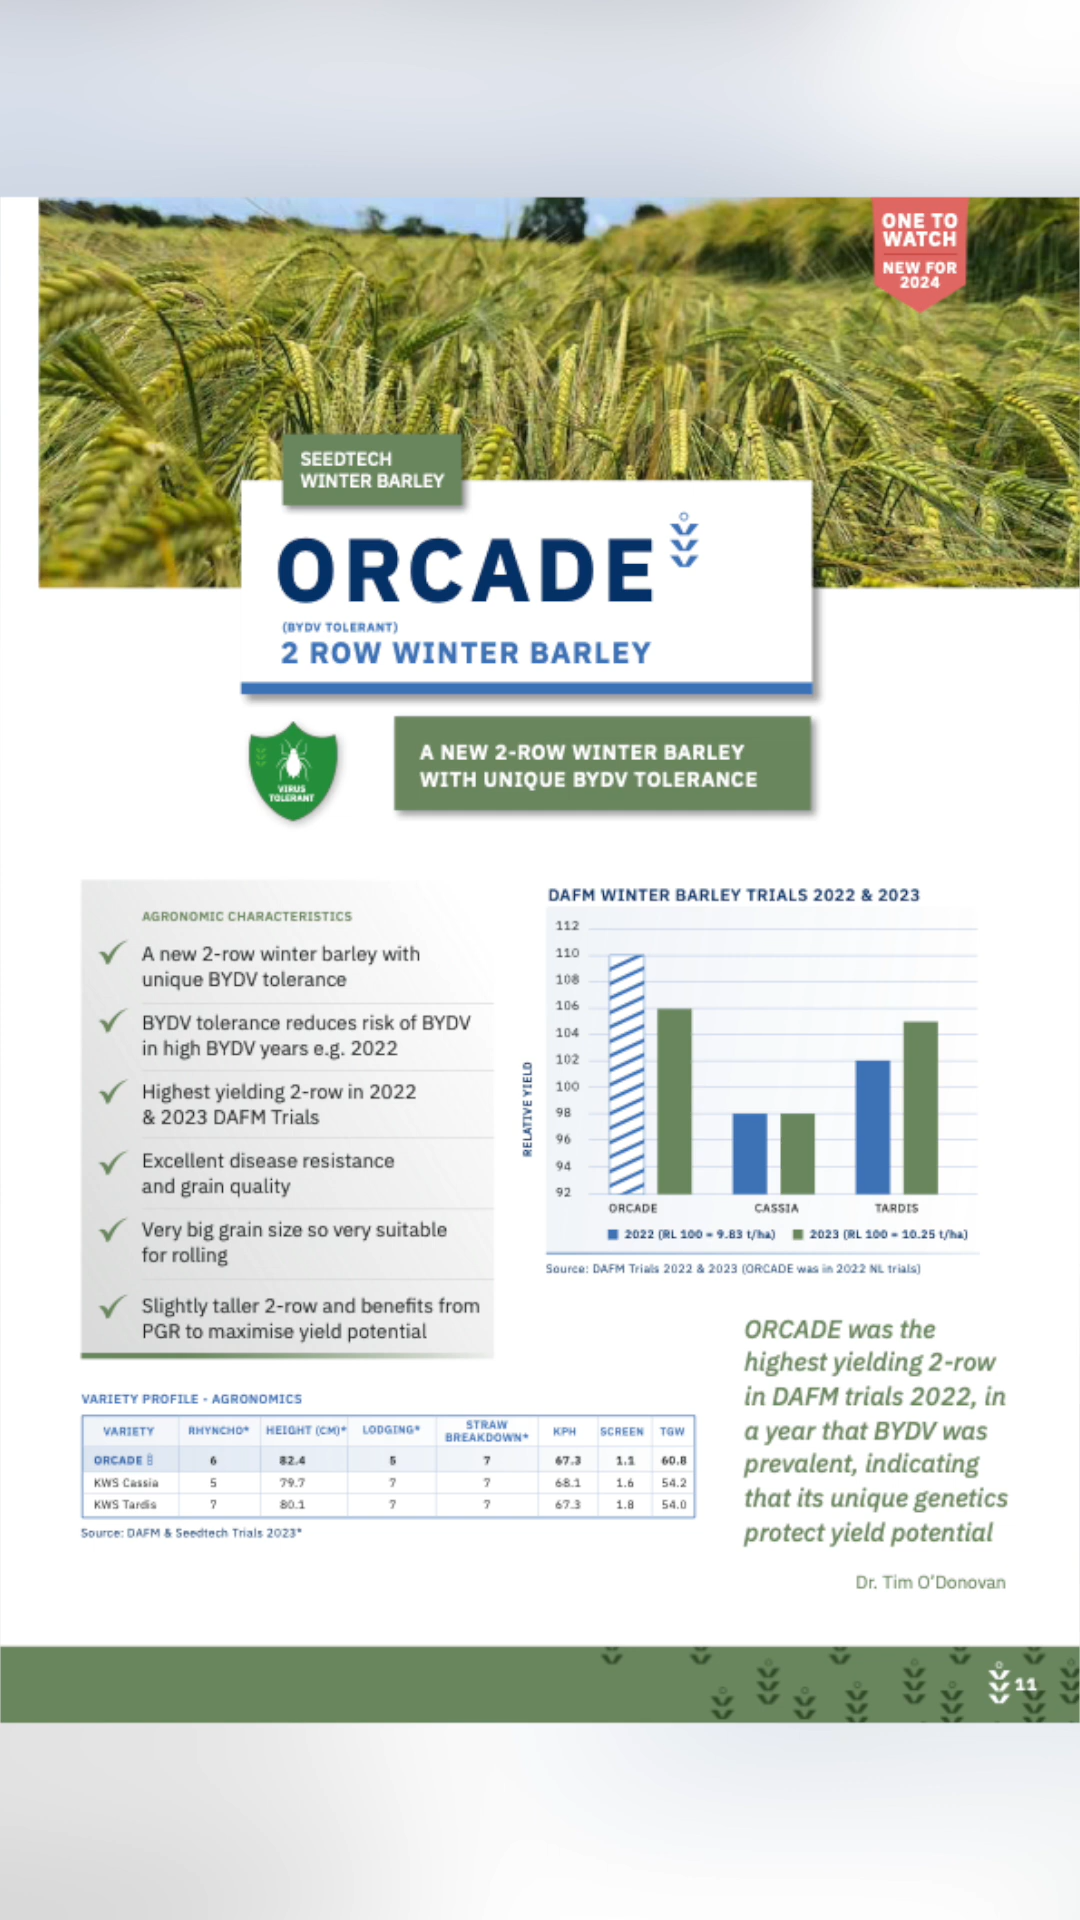 ONE TO
WATCH
NEW FOR
2024
SEEDTECH
WINTER BARLEY
ORCADE
(BYDV TOLERANT)
2 ROW WINTER BARLEY
VIRUS
TOLERANT
A NEW 2-ROW WINTER BARLEY
WITH UNIQUE BYDV TOLERANCE
AGRONOMIC CHARACTERISTICS
A new 2-row winter barley with
unique BYDV tolerance
BYDV tolerance reduces risk of BYDV
in high BYDV years e.g. 2022
Highest yielding 2-row in 2022
& 2023 DAFM Trials
Excellent disease resistance
and grain quality
Very big grain size so very suitable
for rolling
Slightly taller 2-row and benefits from
PGR to maximise yield potential
DAFM WINTER BARLEY TRIALS 2022 & 2023
RELATIVE YIELD
112
110
108
106
104
102
100
98
96
94
92
ORCADE CASSIA TARDIS
2022 (RL 100 = 9.83 t/ha) 2023 (RL 100 = 10.25 t/ha)
Source: DAFM Trials 2022 & 2023 (ORCADE was in 2022 NL trials)
VARIETY PROFILE - AGRONOMICS
VARIETY RHYNCHO* HEIGHT (CM)* LODGING* STRAW BREAKDOWN* KPH SCREEN TGW
ORCADE 6 82.4 5 7 67.3 1.1 60.8
KWS Cassia 5 79.7 7 7 68.1 1.6 54.2
KWS Tardis 7 80.1 7 7 67.3 1.8 54.0
Source: DAFM & Seedtech Trials 2023*
ORCADE was the
highest yielding 2-row
in DAFM trials 2022, in
a year that BYDV was
prevalent, indicating
that its unique genetics
protect yield potential
Dr. Tim O'Donovan
11